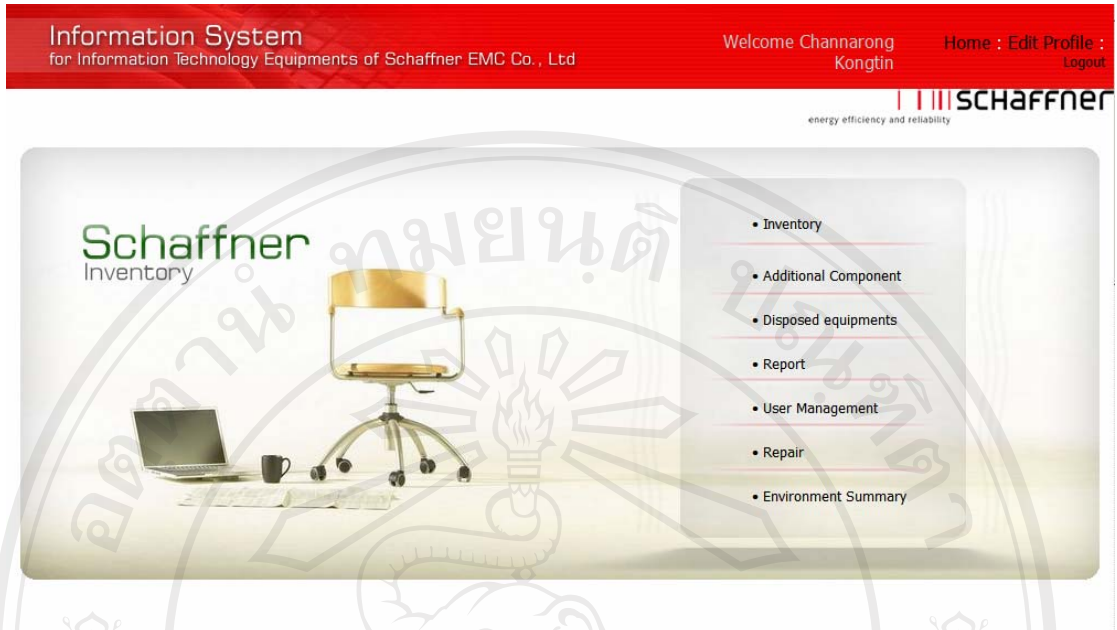 Information System
for Information Technology Equipments of Schaffner EMC Co., Ltd
Welcome Channarong
Kongtin
Home : Edit Profile :
Logout
SCHAFFNER
energy efficiency and reliability
Schaffner
Inventory
• Inventory
• Additional Component
• Disposed equipments
• Report
• User Management
• Repair
• Environment Summary